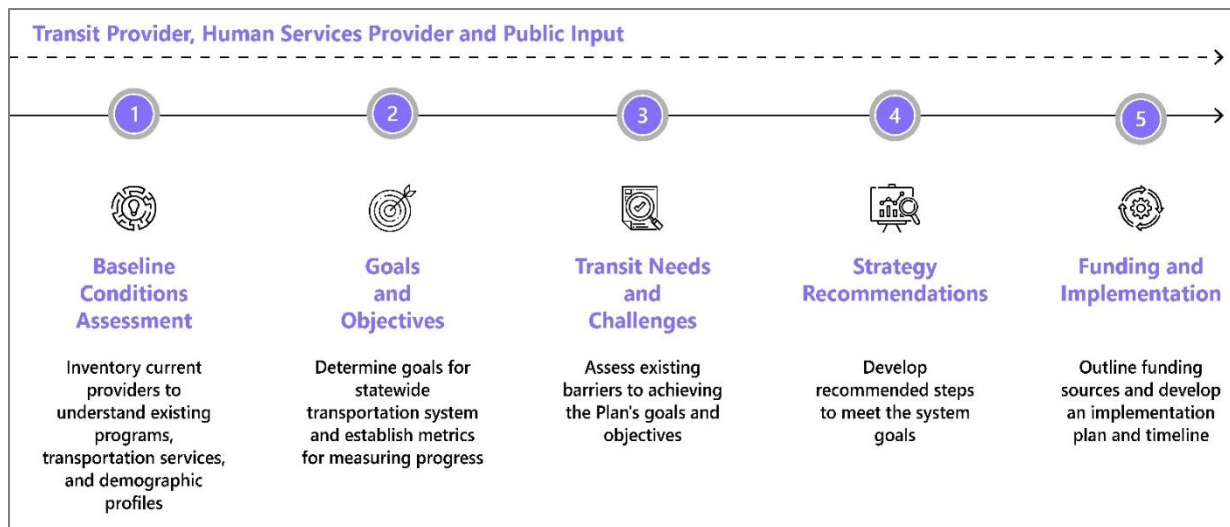 Transit Provider, Human Services Provider and Public Input
1
2
3
4
5
Baseline
Conditions
Assessment
Inventory current
providers to
understand existing
programs,
transportation services,
and demographic
profiles
Goals
and
Objectives
Determine goals for
statewide
transportation system
and establish metrics
for measuring progress
Transit Needs
and
Challenges
Assess existing
barriers to achieving
the Plan's goals and
objectives
Strategy
Recommendations
Develop
recommended steps
to meet the system
goals
Funding and
Implementation
Outline funding
sources and develop
an implementation
plan and timeline